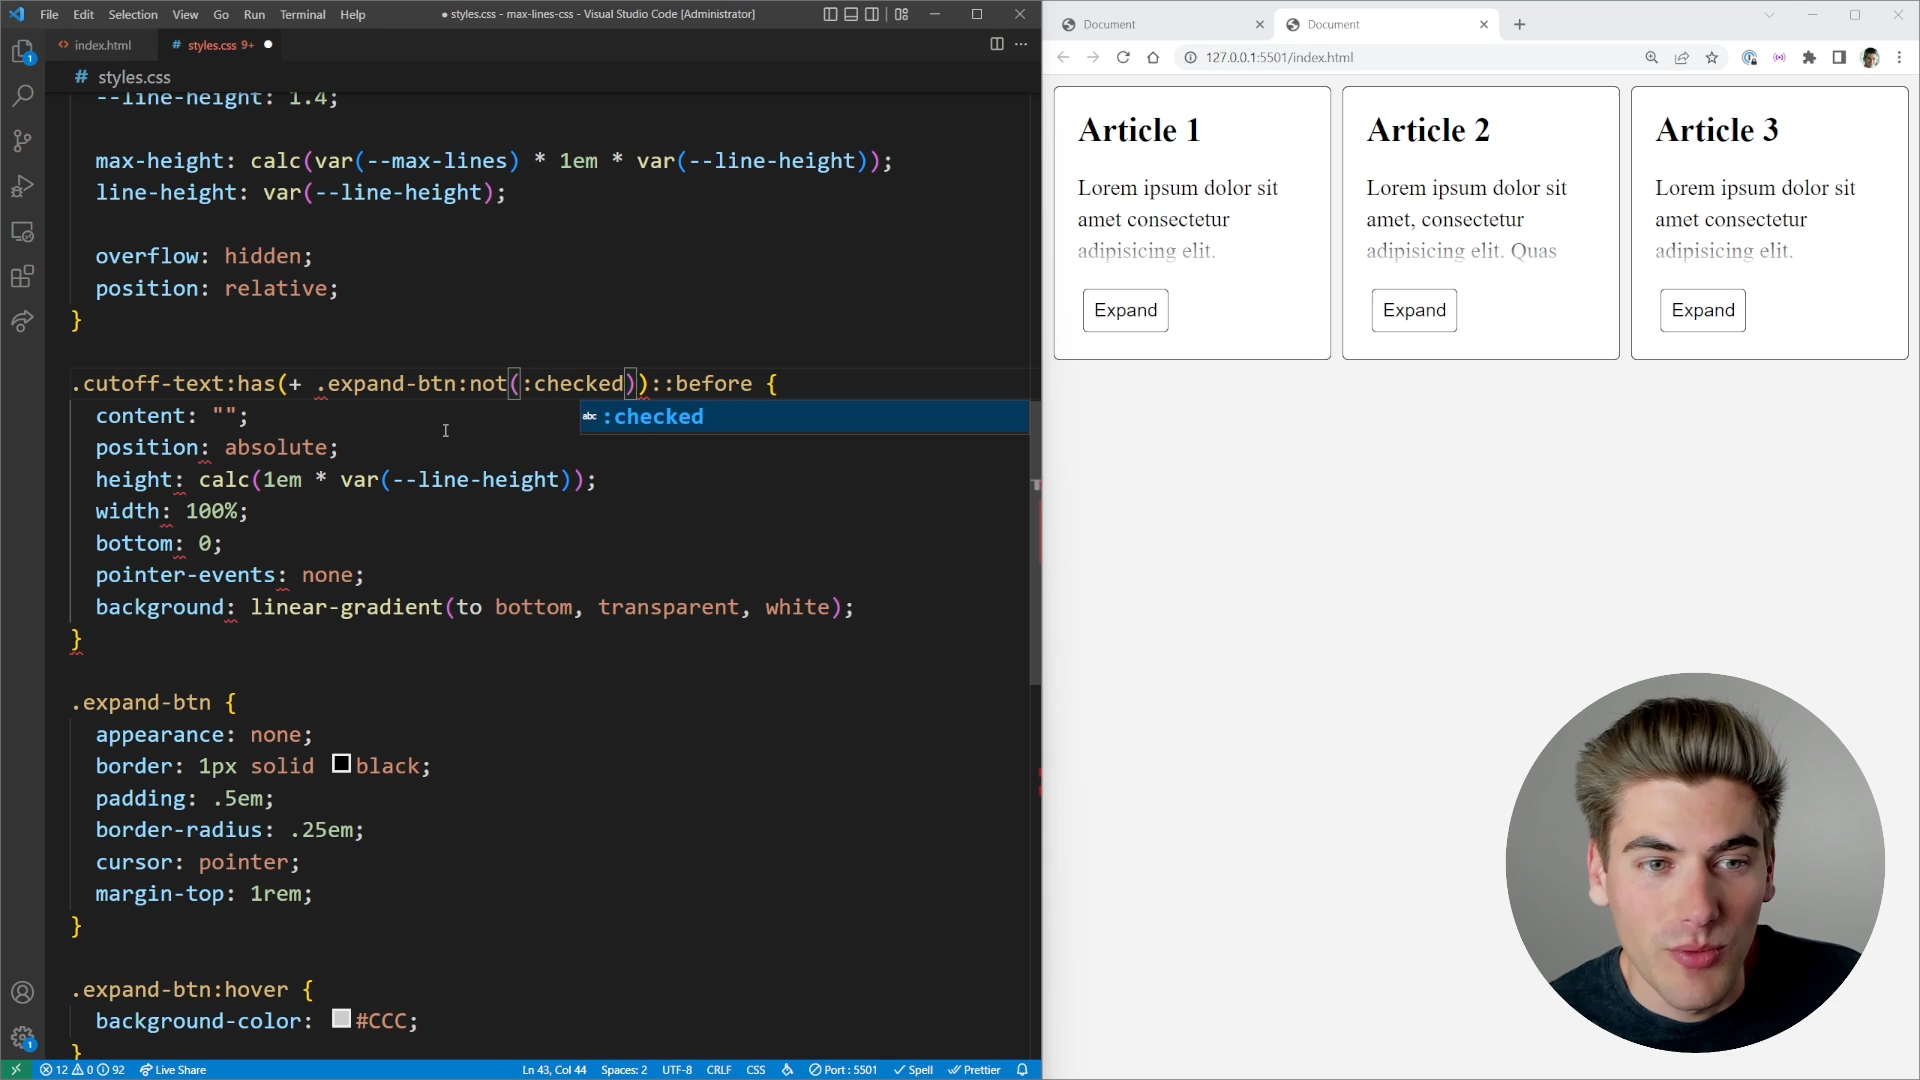 File Edit Selection View Go Run Terminal Help
● styles.css - max-lines-css - Visual Studio Code [Administrator]
index.html
# styles.css 9+
# styles.css
--line-height: 1.4;
max-height: calc(var(--max-lines) * 1em * var(--line-height));
line-height: var(--line-height);
overflow: hidden;
position: relative;
}
.cutoff-text:has(+ .expand-btn:not(:checked))::before {
abc :checked
content: "";
position: absolute;
height: calc(1em * var(--line-height));
width: 100%;
bottom: 0;
pointer-events: none;
background: linear-gradient(to bottom, transparent, white);
}
.expand-btn {
appearance: none;
border: 1px solid black;
padding: .5em;
border-radius: .25em;
cursor: pointer;
margin-top: 1rem;
}
.expand-btn:hover {
background-color: #CCC;
}
1
1
12 0 92 Live Share
Ln 43, Col 44 Spaces: 2 UTF-8 CRLF CSS Port : 5501 Spell Prettier
Document
Document
127.0.0.1:5501/index.html
Article 1
Lorem ipsum dolor sit
amet consectetur
adipisicing elit.
Expand
Article 2
Lorem ipsum dolor sit
amet, consectetur
adipisicing elit. Quas
Expand
Article 3
Lorem ipsum dolor sit
amet consectetur
adipisicing elit.
Expand